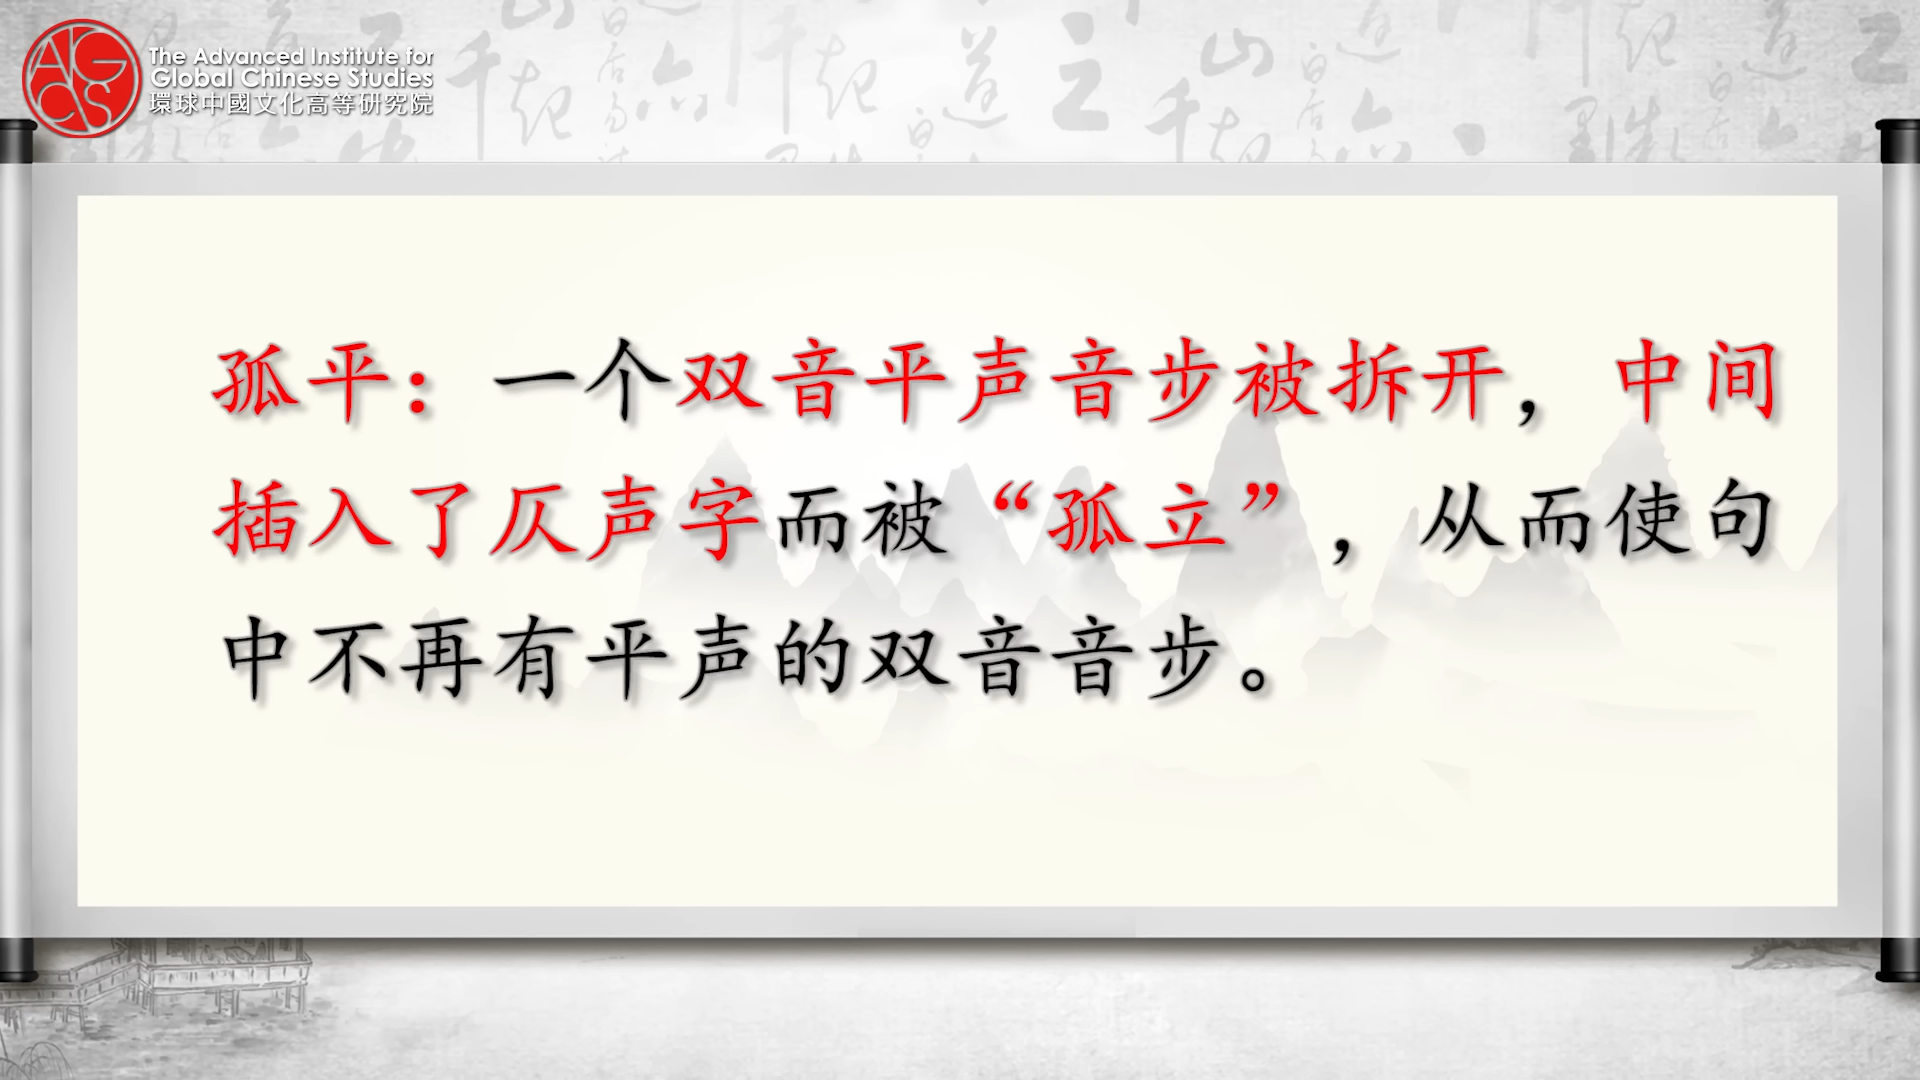 The Advanced Institute for
Global Chinese Studies
環球中國文化高等研究院
孤平：一个双音平声音步被拆开，中间
插入了仄声字而被“孤立”，从而使句
中不再有平声的双音音步。